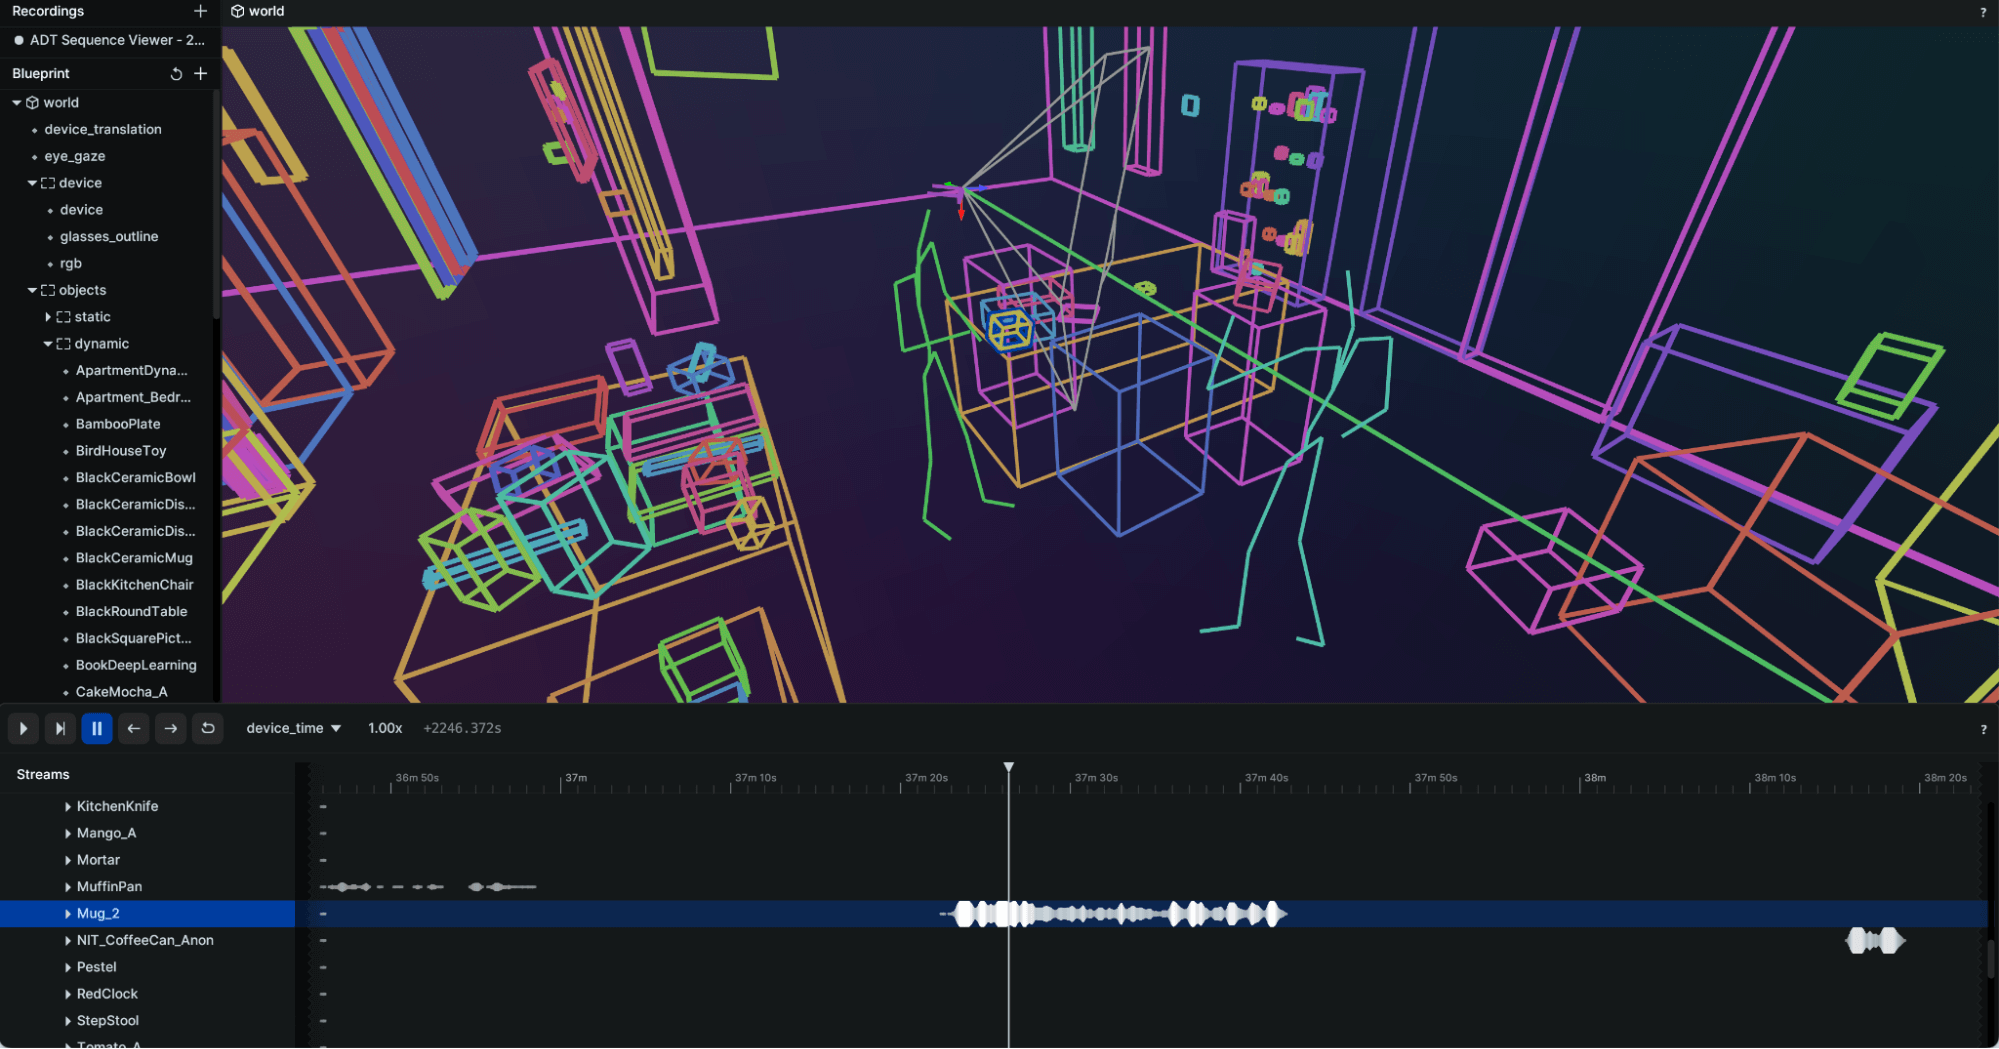 Recordings
world
?
ADT Sequence Viewer - 2...
Blueprint
world
device_translation
eye_gaze
device
device
glasses_outline
rgb
objects
static
dynamic
ApartmentDyna...
Apartment_Bedr...
BambooPlate
BirdHouseToy
BlackCeramicBowl
BlackCeramicDis...
BlackCeramicDis...
BlackCeramicMug
BlackKitchenChair
BlackRoundTable
BlackSquarePict...
BookDeepLearning
CakeMocha_A
device_time 1.00x +2246.372s
?
Streams
36m 50s 37m 37m 10s 37m 20s 37m 30s 37m 40s 37m 50s 38m 38m 10s 38m 20s
KitchenKnife
Mango_A
Mortar
MuffinPan
Mug_2
NIT_CoffeeCan_Anon
Pestel
RedClock
StepStool
Tomato_A